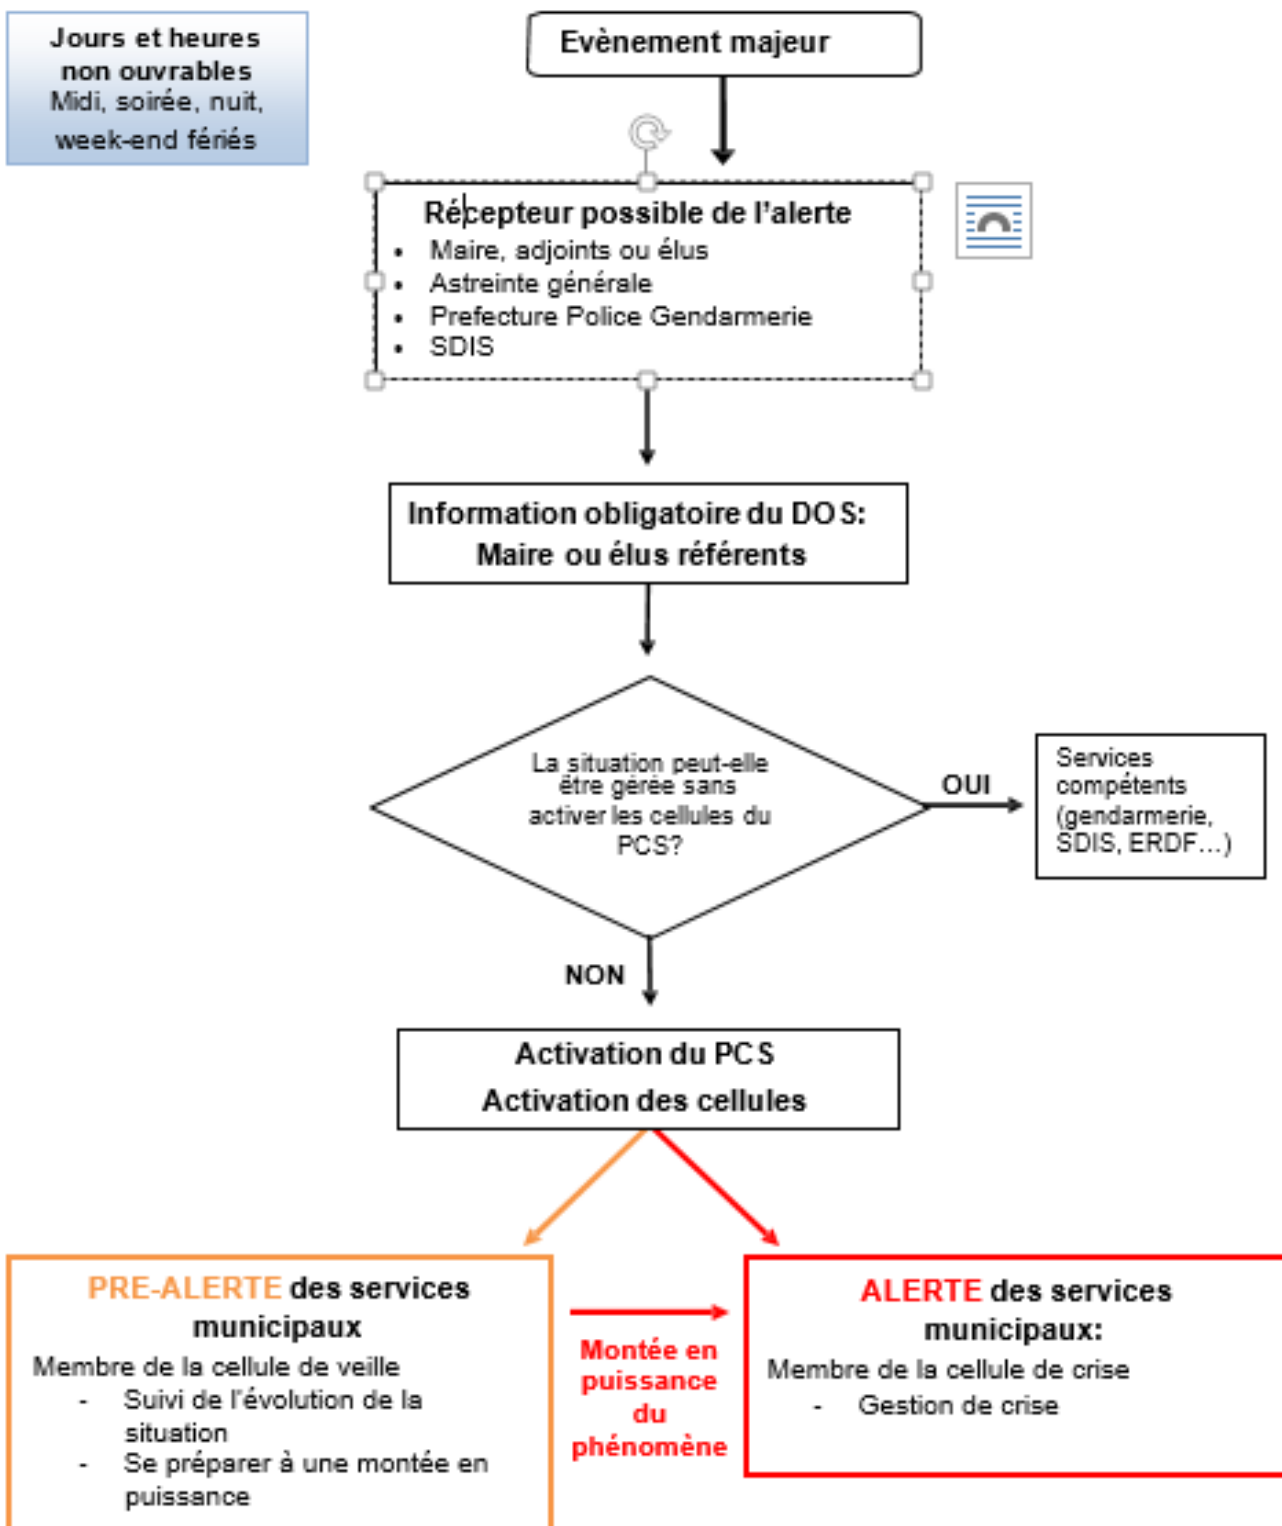 Jours et heures
non ouvrables
Midi, soirée, nuit,
week-end fériés
Evènement majeur
Récepteur possible de l'alerte
• Maire, adjoints ou élus
• Astreinte générale
• Prefecture Police Gendarmerie
• SDIS
Information obligatoire du DOS:
Maire ou élus référents
La situation peut-elle
être gérée sans
activer les cellules du
PCS?
OUI
Services
compétents
(gendarmerie,
SDIS, ERDF...)
NON
Activation du PCS
Activation des cellules
PRE-ALERTE des services
municipaux
Membre de la cellule de veille
- Suivi de l'évolution de la
situation
- Se préparer à une montée en
puissance
Montée en
puissance
du
phénomène
ALERTE des services
municipaux:
Membre de la cellule de crise
- Gestion de crise